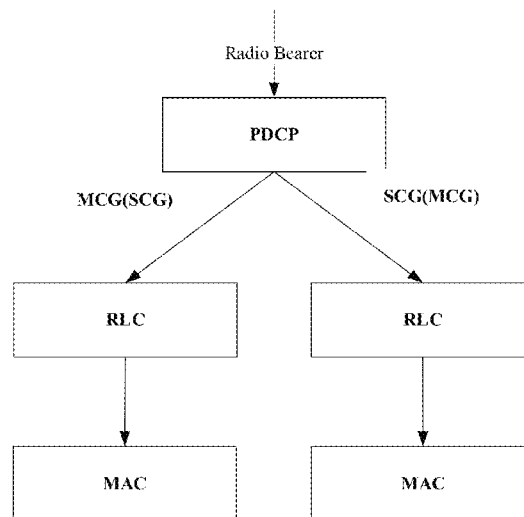 Radio Bearer
PDCP
MCG(SCG)
SCG(MCG)
RLC
RLC
MAC
MAC